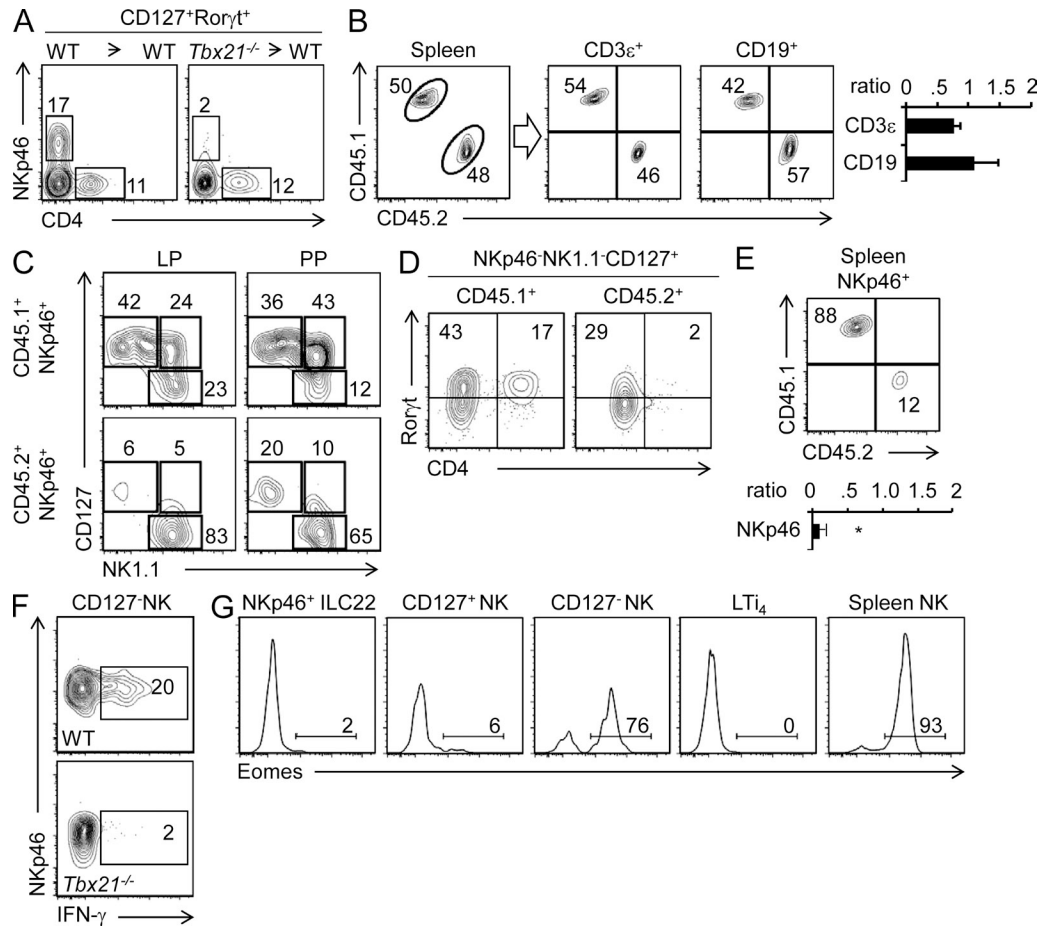 A
CD127+Rorγt+
WT > WT Tbx21-/- > WT
17
2
11
12
NKp46
CD4
B
Spleen
CD3ε+
CD19+
50
48
54
46
42
57
CD45.1
CD45.2
ratio 0 .5 1 1.5 2
CD3ε
CD19
C
LP
PP
CD45.1+
NKp46+
42 24
23
36 43
12
CD45.2+
NKp46+
6 5
83
20 10
65
CD127
NK1.1
D
NKp46-NK1.1-CD127+
CD45.1+
CD45.2+
43 17
29 2
Rorγt
CD4
E
Spleen
NKp46+
88
12
CD45.1
CD45.2
ratio 0 .5 1.0 1.5 2
NKp46
*
F
CD127-NK
20
WT
2
Tbx21-/-
NKp46
IFN-γ
G
NKp46+ ILC22
CD127+ NK
CD127- NK
LTi4
Spleen NK
2
6
76
0
93
Eomes